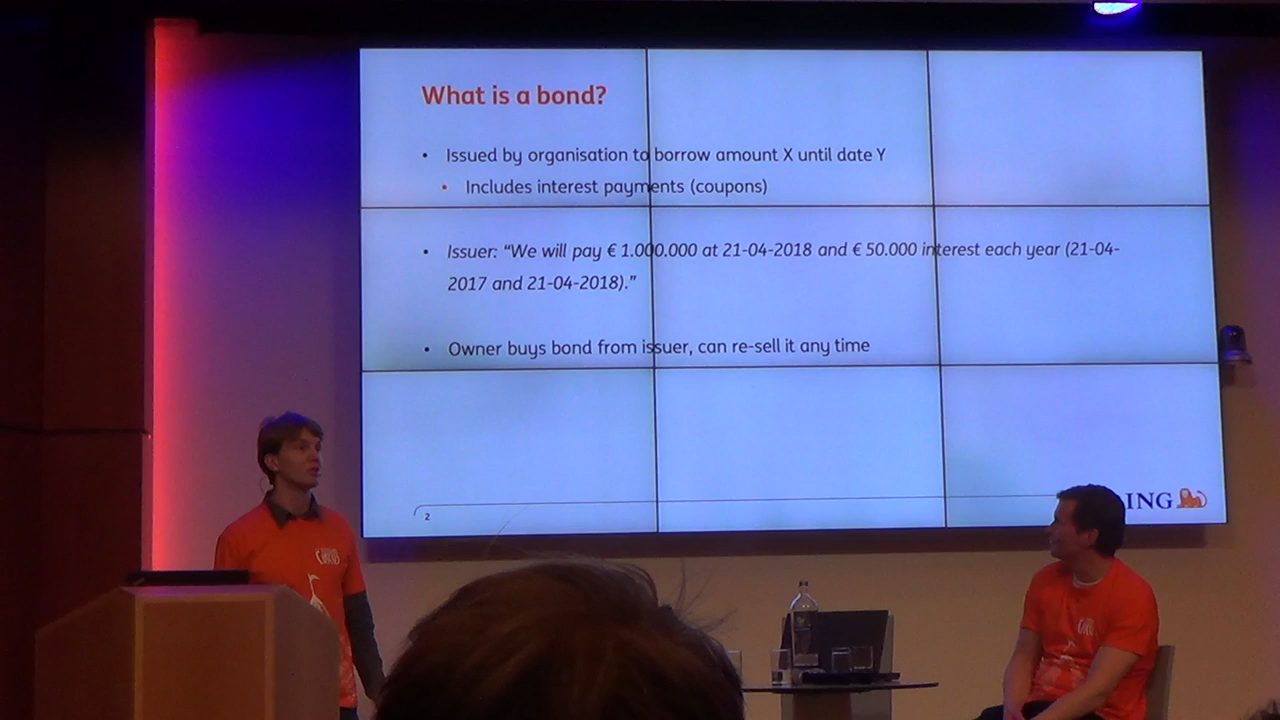 What is a bond?
• Issued by organisation to borrow amount X until date Y
• Includes interest payments (coupons)
• Issuer: “We will pay € 1.000.000 at 21-04-2018 and € 50.000 interest each year (21-04-
2017 and 21-04-2018).”
• Owner buys bond from issuer, can re-sell it any time
2
ING